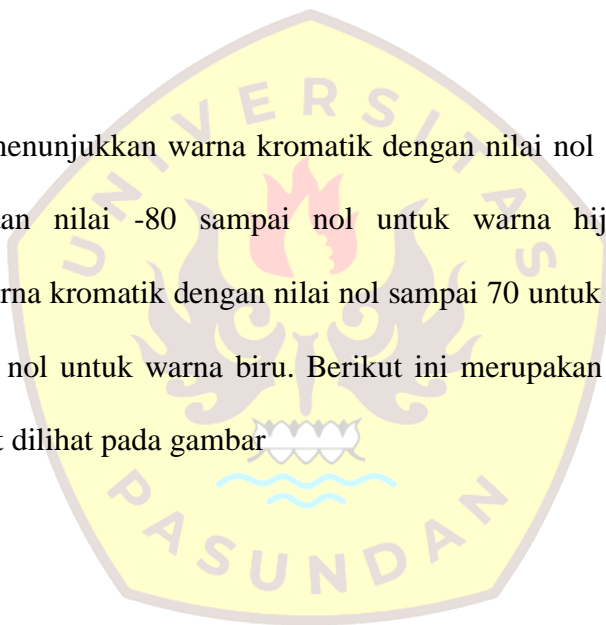 UNIVERSITAS
menunjukkan warna kromatik dengan nilai nol
an nilai -80 sampai nol untuk warna hij
rna kromatik dengan nilai nol sampai 70 untuk
nol untuk warna biru. Berikut ini merupakan
t dilihat pada gambar
PASUNDAN